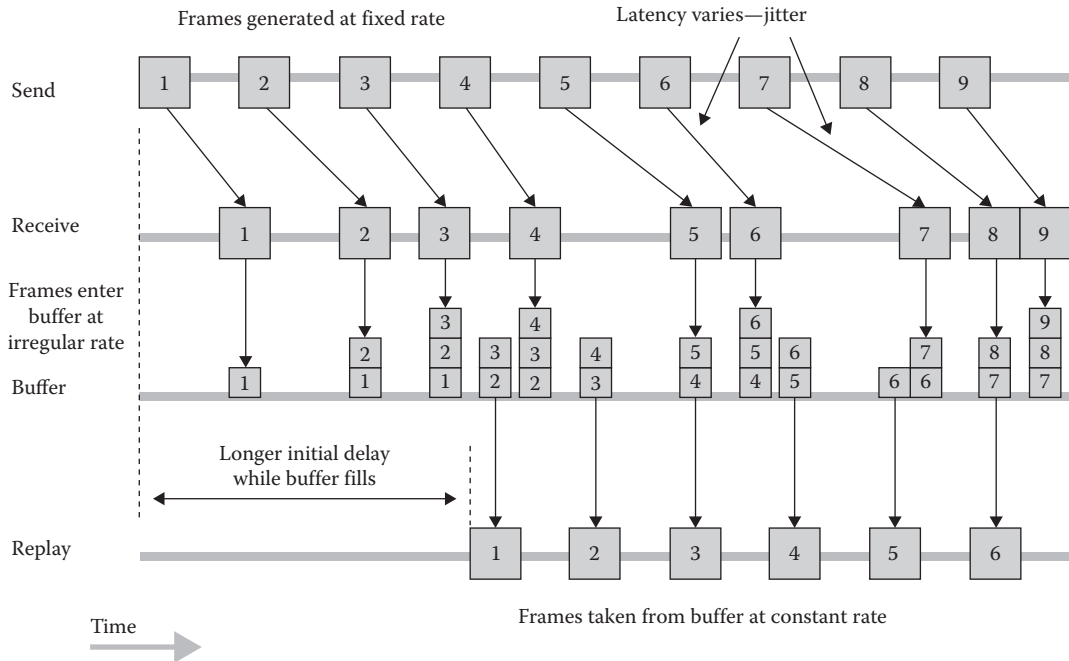 Frames generated at fixed rate
Latency varies—jitter
Send
1 2 3 4 5 6 7 8 9
Receive
1 2 3 4 5 6 7 8 9
Frames enter
buffer at
irregular rate
3 4 6 9
2 2 3 3 4 5 5 6 7 8 8
Buffer
1 1 1 2 2 3 4 4 5 6 6 7 7
Longer initial delay
while buffer fills
Replay
1 2 3 4 5 6
Frames taken from buffer at constant rate
Time